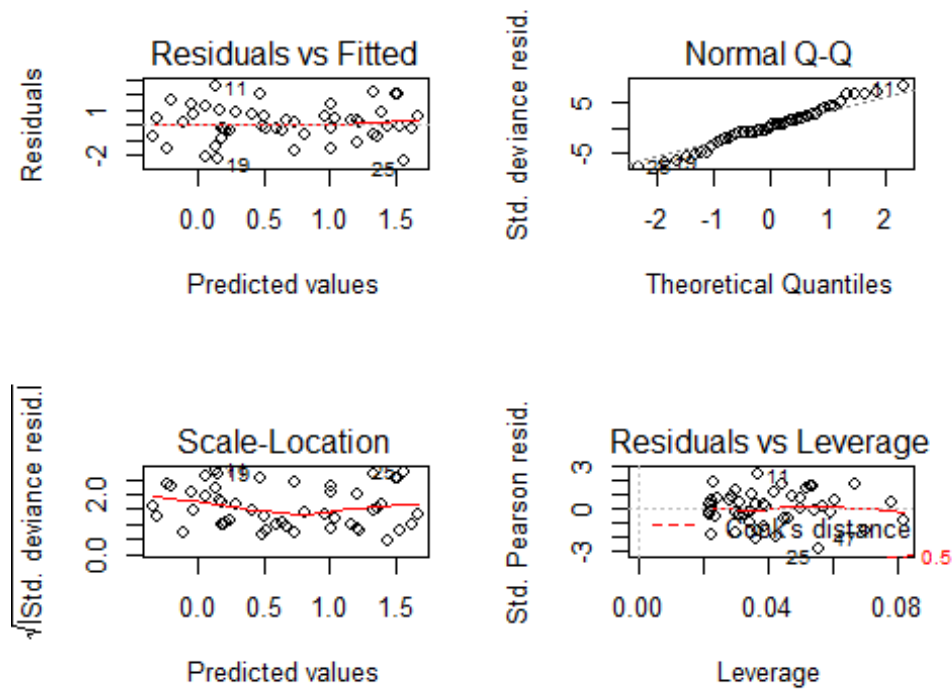 Residuals vs Fitted
Residuals
1
-2
11
19
25
0.0 0.5 1.0 1.5
Predicted values
Normal Q-Q
Std. deviance resid.
5
-5
11
-2 -1 0 1 2
Theoretical Quantiles
Scale-Location
√|Std. deviance resid.|
2.0
0.0
19
25
0.0 0.5 1.0 1.5
Predicted values
Residuals vs Leverage
Std. Pearson resid.
3
0
-3
11
Cook's distance
47
25
0.5
0.00 0.04 0.08
Leverage